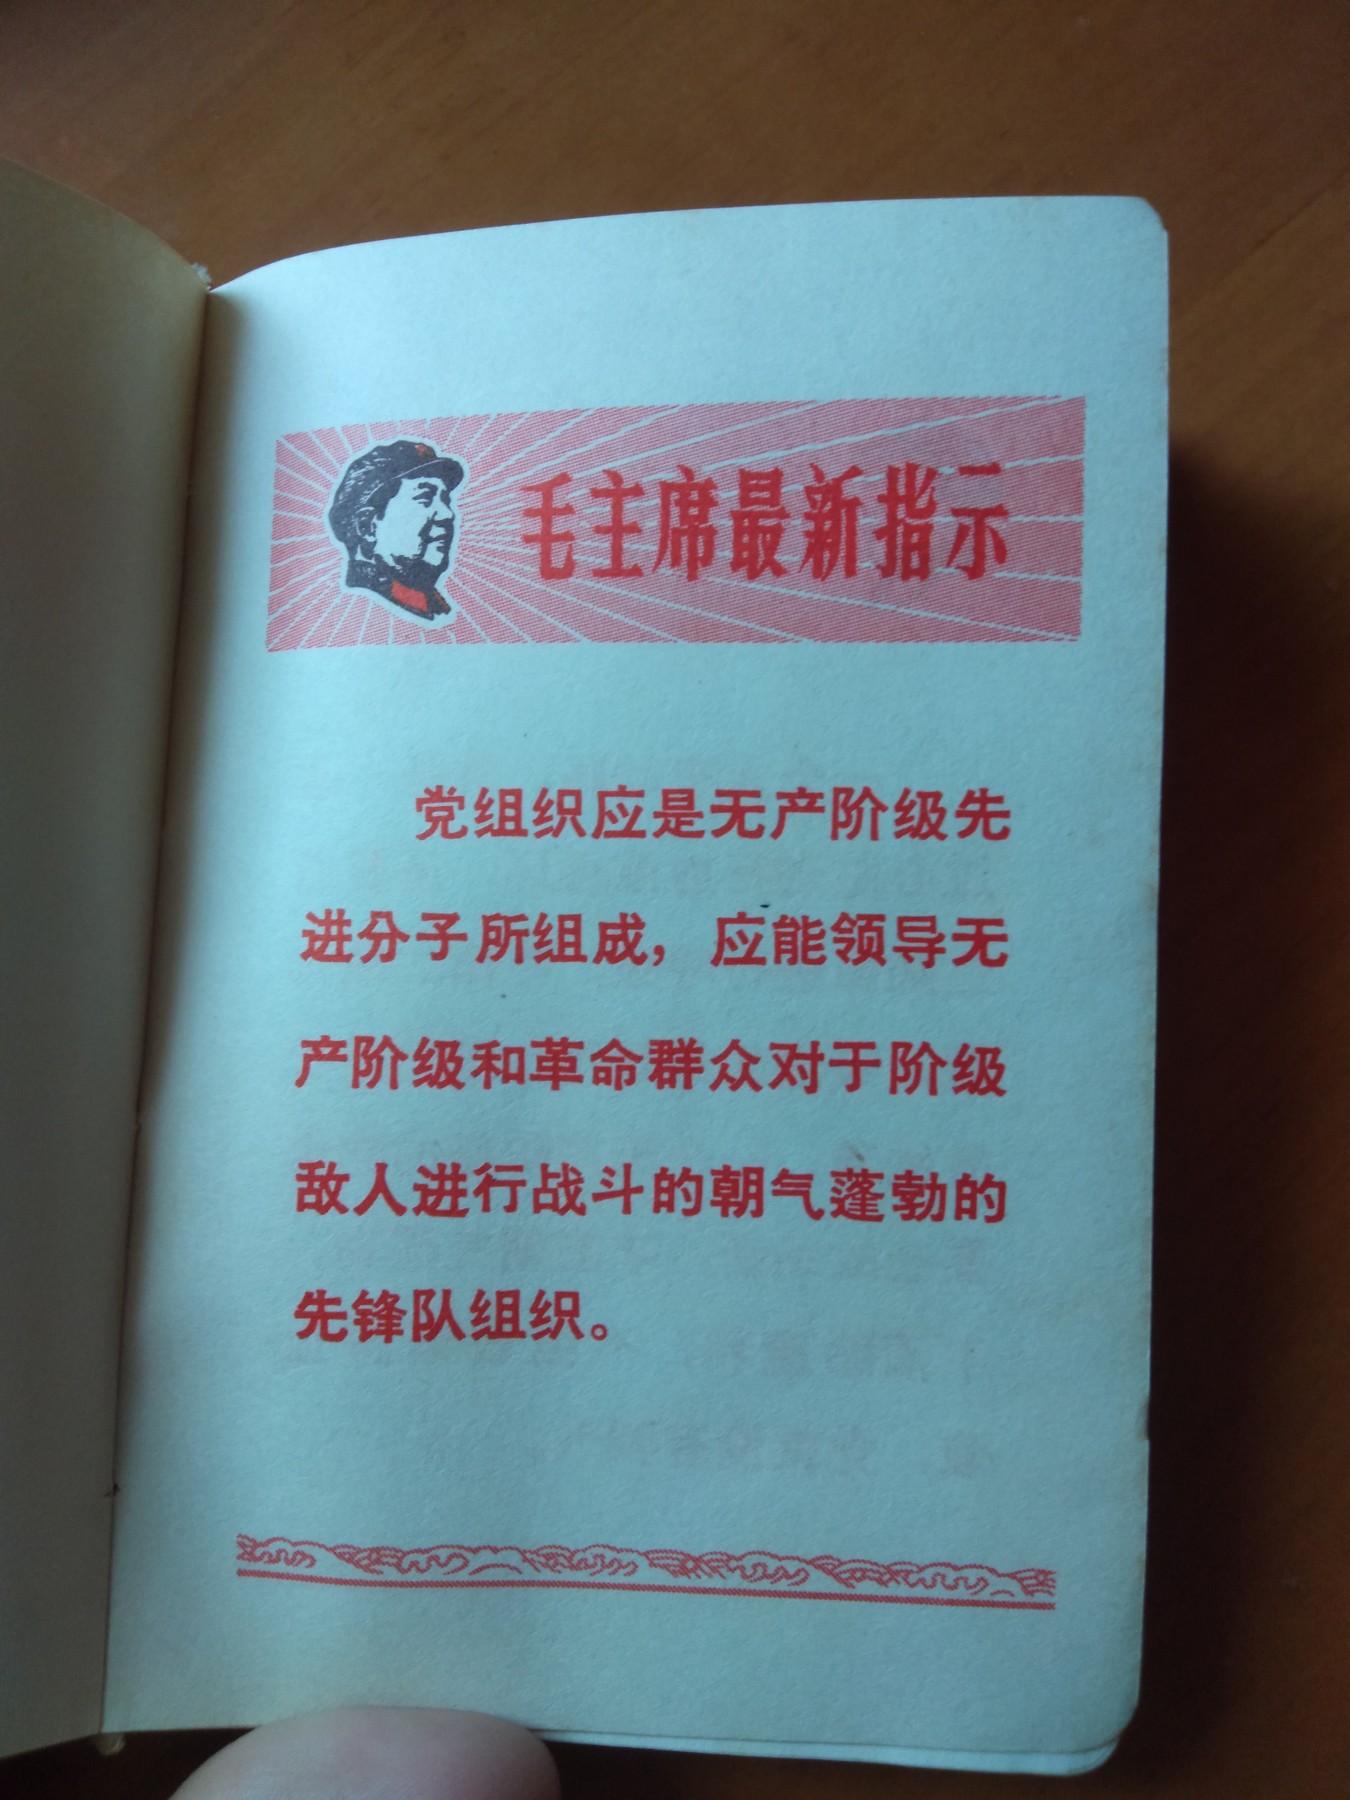 毛主席最新指示
党组织应是无产阶级先
进分子所组成，应能领导无
产阶级和革命群众对于阶级
敌人进行战斗的朝气蓬勃的
先锋队组织。